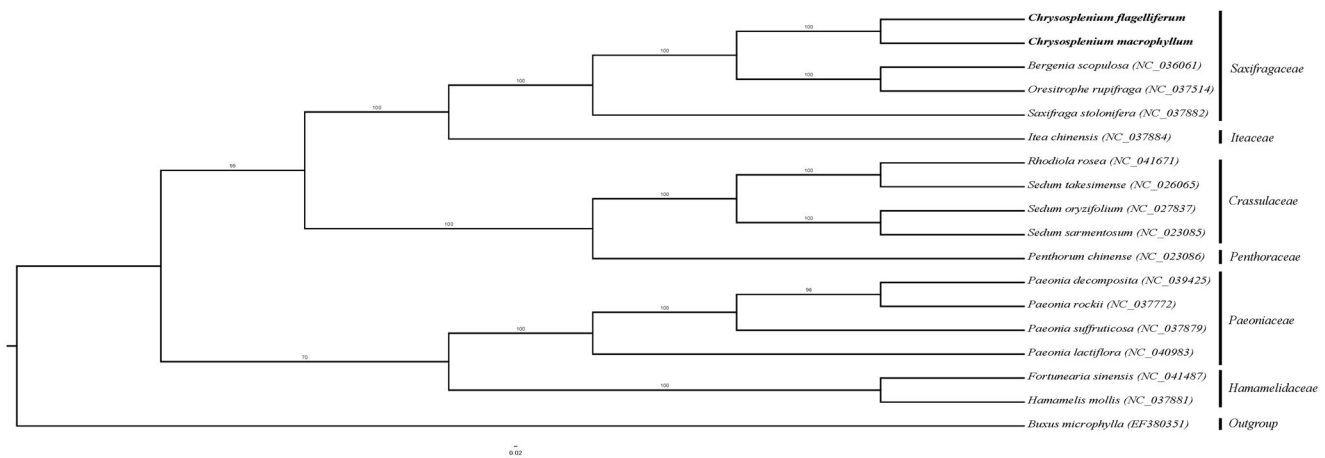 Chrysosplenium flagelliferum
100
Chrysosplenium macrophyllum
100
Bergenia scopulosa (NC_036061)
Saxifragaceae
100
100
Oresitrophe rupifraga (NC_037514)
100
Saxifraga stolonifera (NC_037882)
Itea chinensis (NC_037884)
Iteaceae
Rhodiola rosea (NC_041671)
100
Sedum takesimense (NC_026065)
100
Crassulaceae
Sedum oryzifolium (NC_027837)
100
100
Sedum sarmentosum (NC_023085)
Penthorum chinense (NC_023086)
Penthoraceae
Paeonia decomposita (NC_039425)
Paeonia rockii (NC_037772)
100
Paeoniaceae
Paeonia suffruticosa (NC_037879)
100
Paeonia lactiflora (NC_040983)
70
Fortunearia sinensis (NC_041487)
Hamamelidaceae
100
Hamamelis mollis (NC_037881)
Buxus microphylla (EF380351)
Outgroup
0.02